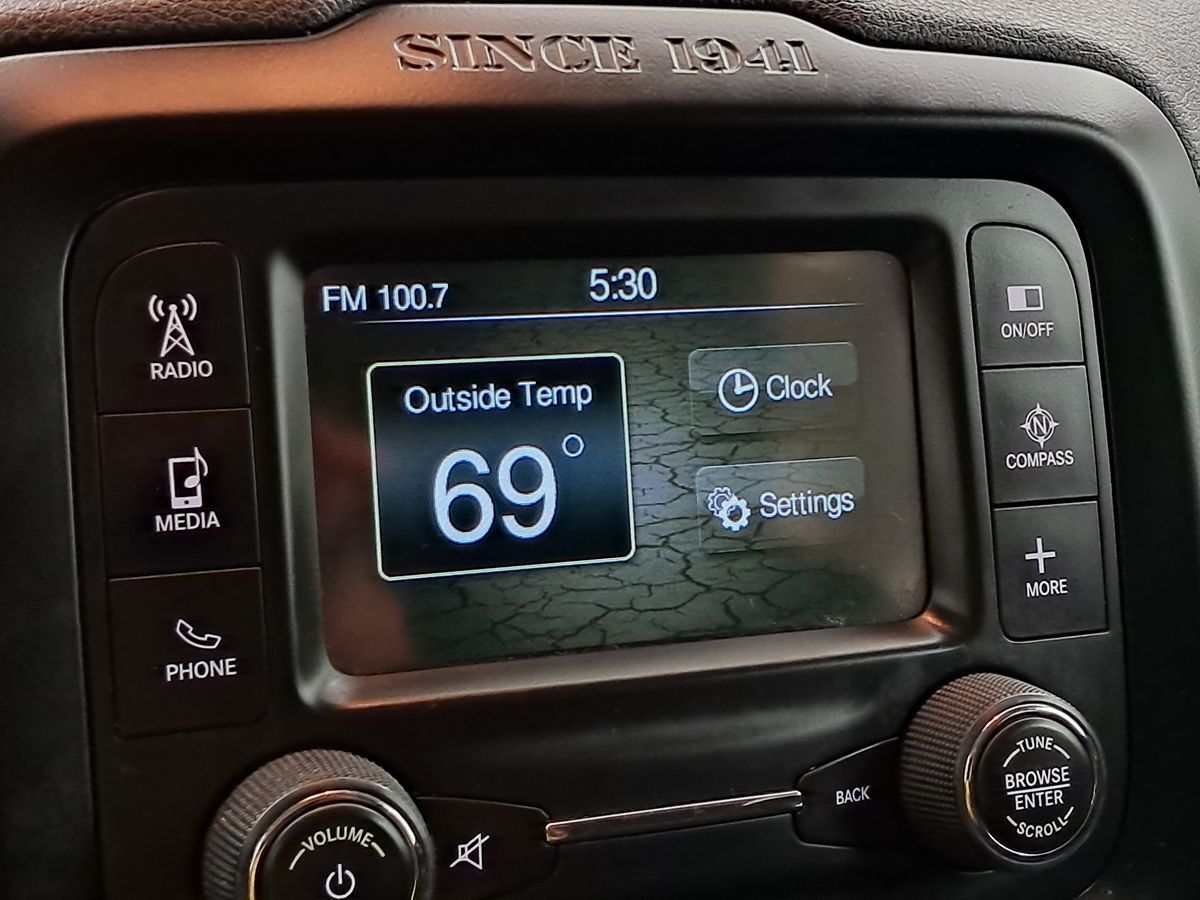 SINCE 1941
FM 100.7
5:30
RADIO
MEDIA
PHONE
Outside Temp
69°
Clock
Settings
ON/OFF
N
COMPASS
MORE
VOLUME
BACK
TUNE
BROWSE
ENTER
SCROLL